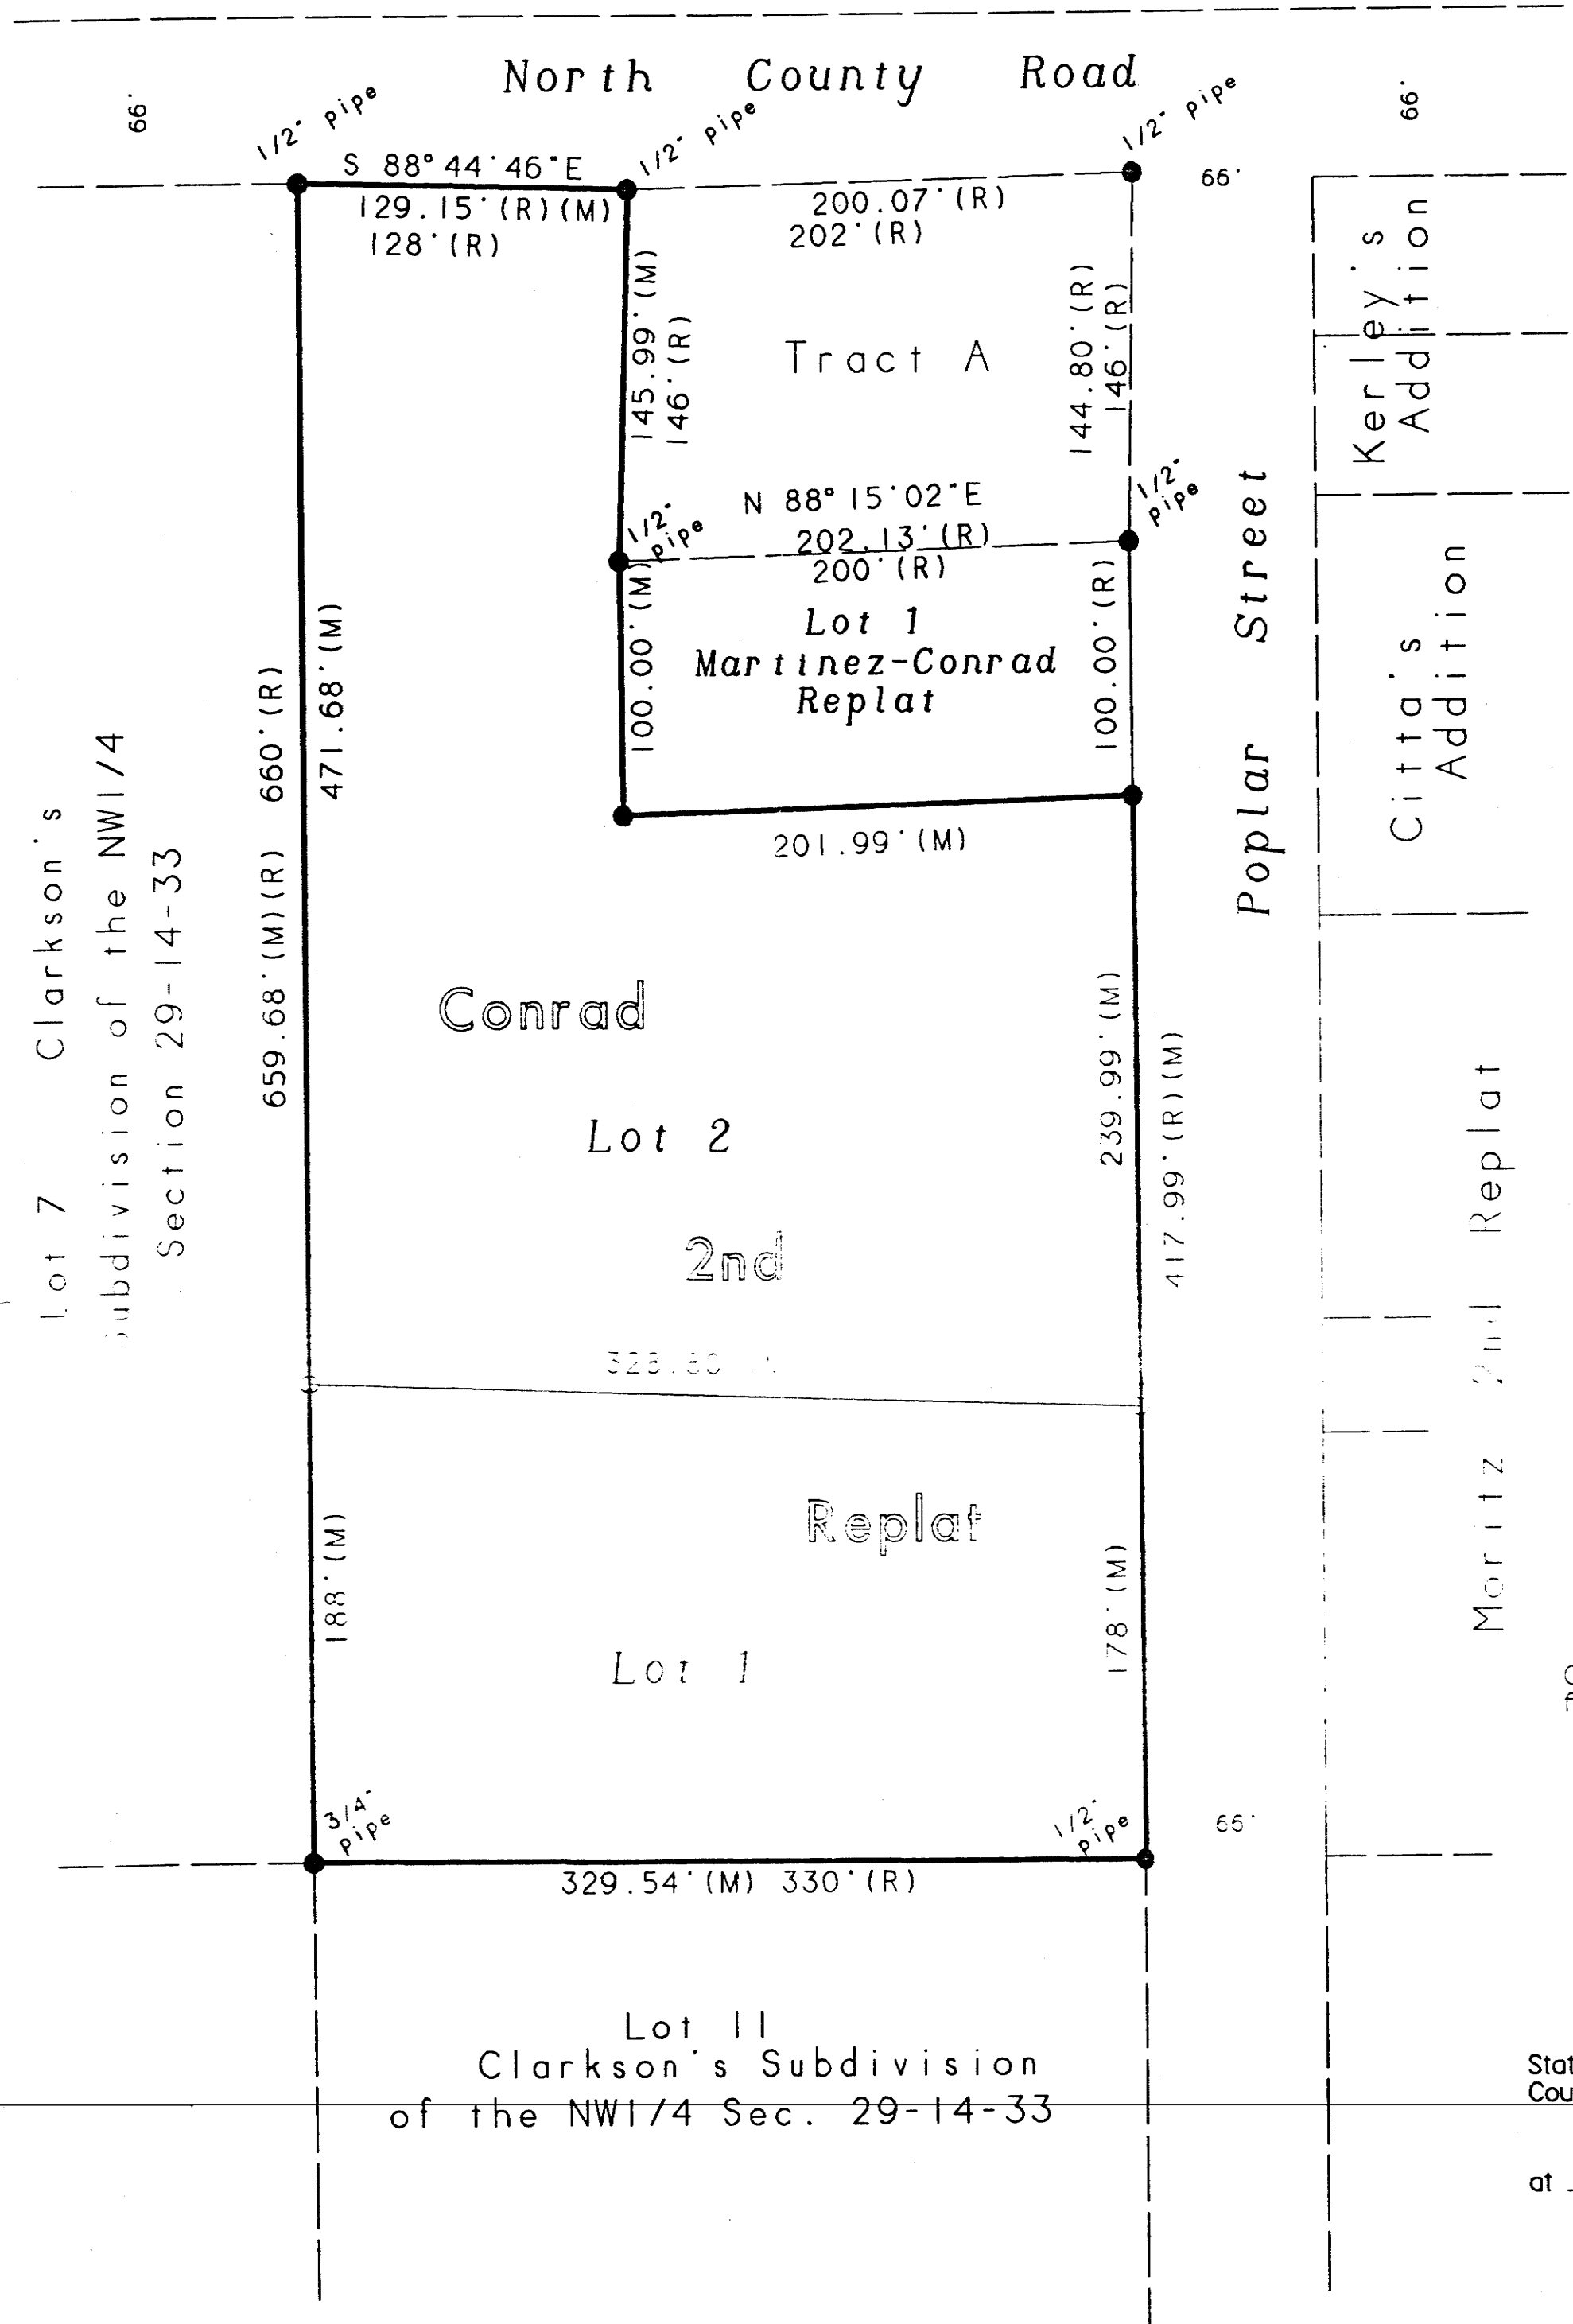 North County Road
66'
66'
1/2" pipe
1/2" pipe
1/2" pipe
S 88° 44' 46" E
129.15' (R) (M)
128' (R)
200.07' (R)
202' (R)
66'
145.99' (M)
146' (R)
Tract A
144.80' (R)
146' (R)
Kerley's
Addition
N 88° 15' 02" E
202.13' (R)
200' (R)
1/2"
pipe
1/2"
pipe
100.00' (M)
Lot 1
Martinez-Conrad
Replat
100.00' (R)
Poplar Street
Citta's
Addition
660' (R)
471.68' (M)
659.68' (M) (R)
Lot 7 Clarkson's
Subdivision of the NW1/4
Section 29-14-33
201.99' (M)
Conrad
Lot 2
2nd
239.99' (M)
417.99' (R) (M)
Moritz 2nd Replat
Replat
188' (M)
178' (M)
Lot 1
3/4"
pipe
1/2"
pipe
66'
329.54' (M) 330' (R)
Lot 11
Clarkson's Subdivision
of the NW1/4 Sec. 29-14-33
Stat
Cou
at